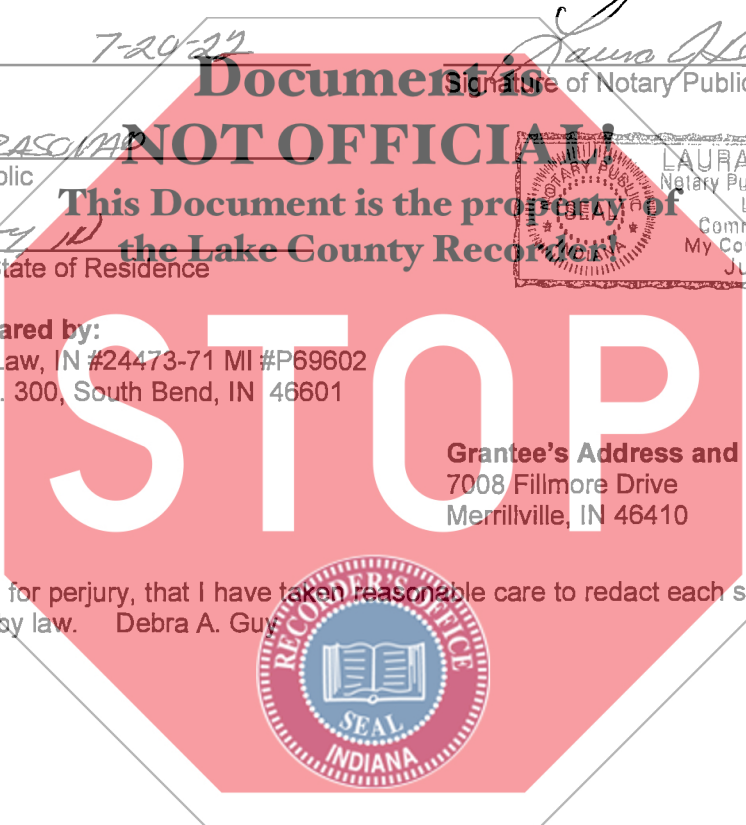 7-20-22
Document is
Signature of Notary Public
NOT OFFICIAL!
LAURA
Notary Pu
NOTARY PUBLIC
SEAL
INDIANA
Comm
My Co
Ju
This Document is the property of
the Lake County Recorder!
State of Residence
ared by:
Law, IN #24473-71 MI #P69602
. 300, South Bend, IN 46601
STOP
Grantee's Address and
7008 Fillmore Drive
Merrillville, IN 46410
for perjury, that I have taken reasonable care to redact each s
by law. Debra A. Guy
RECORDER'S OFFICE
SEAL
INDIANA